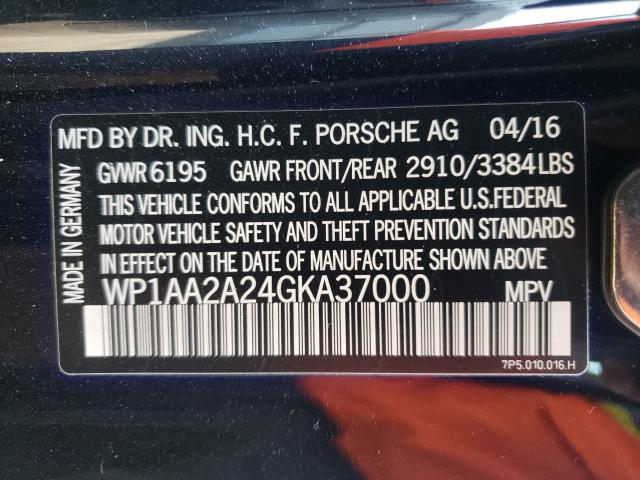 MFD BY DR. ING. H.C. F. PORSCHE AG 04/16
GVWR 6195 GAWR FRONT/REAR 2910/3384 LBS
THIS VEHICLE CONFORMS TO ALL APPLICABLE U.S.FEDERAL
MOTOR VEHICLE SAFETY AND THEFT PREVENTION STANDARDS
IN EFFECT ON THE DATE OF MANUFACTURE SHOWN ABOVE.
WP1AA2A24GKA37000 MPV
7P5.010.016.H
MADE IN GERMANY